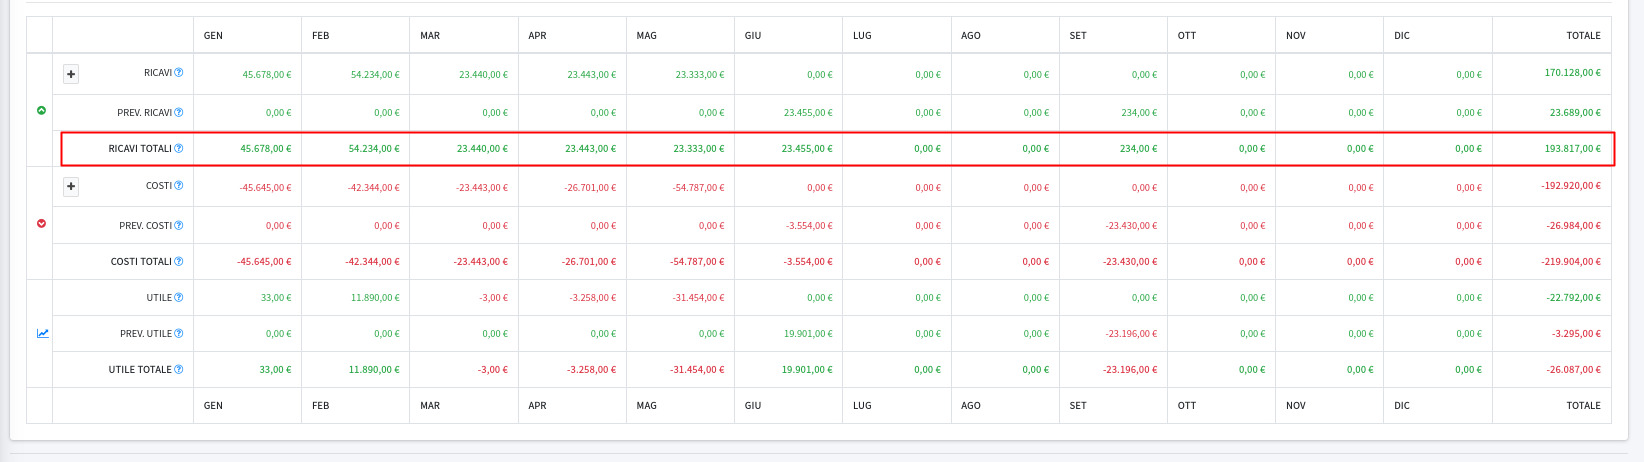 GEN FEB MAR APR MAG GIU LUG AGO SET OTT NOV DIC TOTALE
+ RICAVI ? 45.678,00 € 54.234,00 € 23.440,00 € 23.443,00 € 23.333,00 € 0,00 € 0,00 € 0,00 € 0,00 € 0,00 € 0,00 € 0,00 € 170.128,00 €
PREV. RICAVI ? 0,00 € 0,00 € 0,00 € 0,00 € 0,00 € 23.455,00 € 0,00 € 0,00 € 234,00 € 0,00 € 0,00 € 0,00 € 23.689,00 €
RICAVI TOTALI ? 45.678,00 € 54.234,00 € 23.440,00 € 23.443,00 € 23.333,00 € 23.455,00 € 0,00 € 0,00 € 234,00 € 0,00 € 0,00 € 0,00 € 193.817,00 €
+ COSTI ? -45.645,00 € -42.344,00 € -23.443,00 € -26.701,00 € -54.787,00 € 0,00 € 0,00 € 0,00 € 0,00 € 0,00 € 0,00 € 0,00 € -192.920,00 €
PREV. COSTI ? 0,00 € 0,00 € 0,00 € 0,00 € 0,00 € -3.554,00 € 0,00 € 0,00 € -23.430,00 € 0,00 € 0,00 € 0,00 € -26.984,00 €
COSTI TOTALI ? -45.645,00 € -42.344,00 € -23.443,00 € -26.701,00 € -54.787,00 € -3.554,00 € 0,00 € 0,00 € -23.430,00 € 0,00 € 0,00 € 0,00 € -219.904,00 €
UTILE ? 33,00 € 11.890,00 € -3,00 € -3.258,00 € -31.454,00 € 0,00 € 0,00 € 0,00 € 0,00 € 0,00 € 0,00 € 0,00 € -22.792,00 €
PREV. UTILE ? 0,00 € 0,00 € 0,00 € 0,00 € 0,00 € 19.901,00 € 0,00 € 0,00 € -23.196,00 € 0,00 € 0,00 € 0,00 € -3.295,00 €
UTILE TOTALE ? 33,00 € 11.890,00 € -3,00 € -3.258,00 € -31.454,00 € 19.901,00 € 0,00 € 0,00 € -23.196,00 € 0,00 € 0,00 € 0,00 € -26.087,00 €
GEN FEB MAR APR MAG GIU LUG AGO SET OTT NOV DIC TOTALE